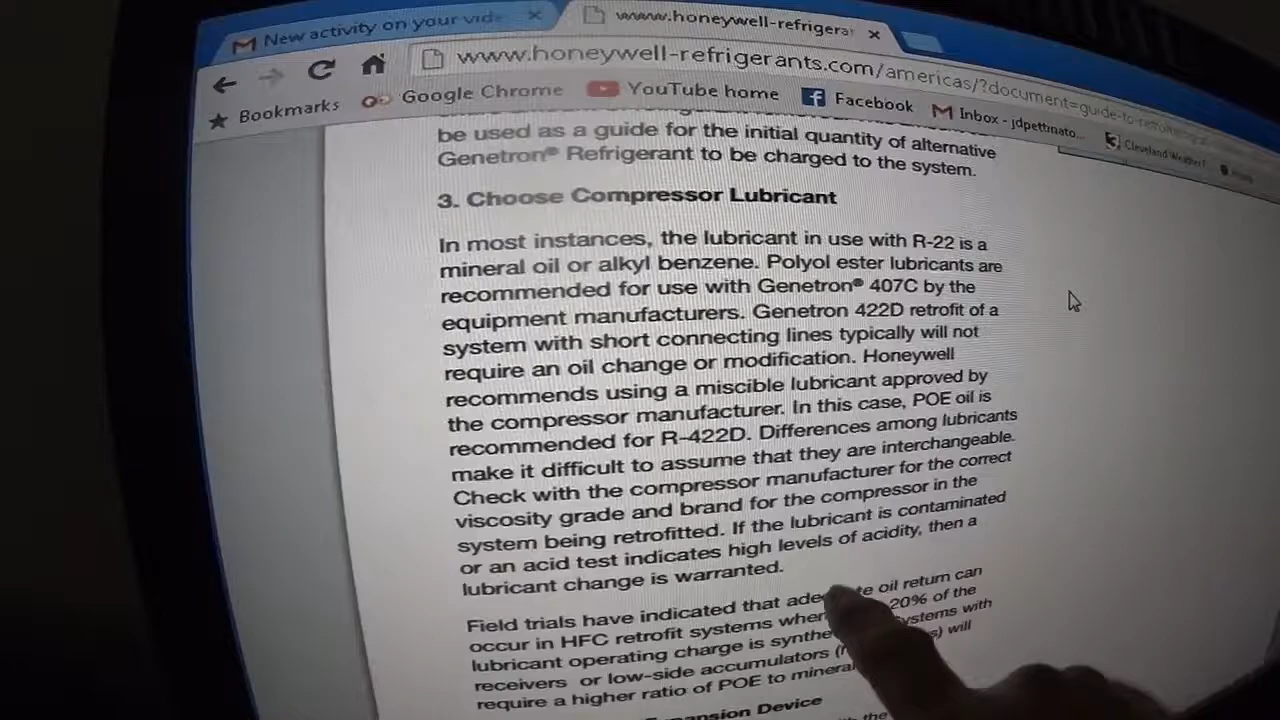 New activity on your vide
www.honeywell-refrigerat
www.honeywell-refrigerants.com/americas/?document=guide-to-retrofitting
Bookmarks Google Chrome YouTube home Facebook Inbox - jdpettnato... Cleveland Weather
be used as a guide for the initial quantity of alternative
Genetron® Refrigerant to be charged to the system.
3. Choose Compressor Lubricant
In most instances, the lubricant in use with R-22 is a
mineral oil or alkyl benzene. Polyol ester lubricants are
recommended for use with Genetron® 407C by the
equipment manufacturers. Genetron 422D retrofit of a
system with short connecting lines typically will not
require an oil change or modification. Honeywell
recommends using a miscible lubricant approved by
the compressor manufacturer. In this case, POE oil is
recommended for R-422D. Differences among lubricants
make it difficult to assume that they are interchangeable.
Check with the compressor manufacturer for the correct
viscosity grade and brand for the compressor in the
system being retrofitted. If the lubricant is contaminated
or an acid test indicates high levels of acidity, then a
lubricant change is warranted.
Field trials have indicated that adequate oil return can
occur in HFC retrofit systems when 20% of the
lubricant operating charge is synthe systems with
receivers or low-side accumulators ( s) will
require a higher ratio of POE to mineral
ansion Device